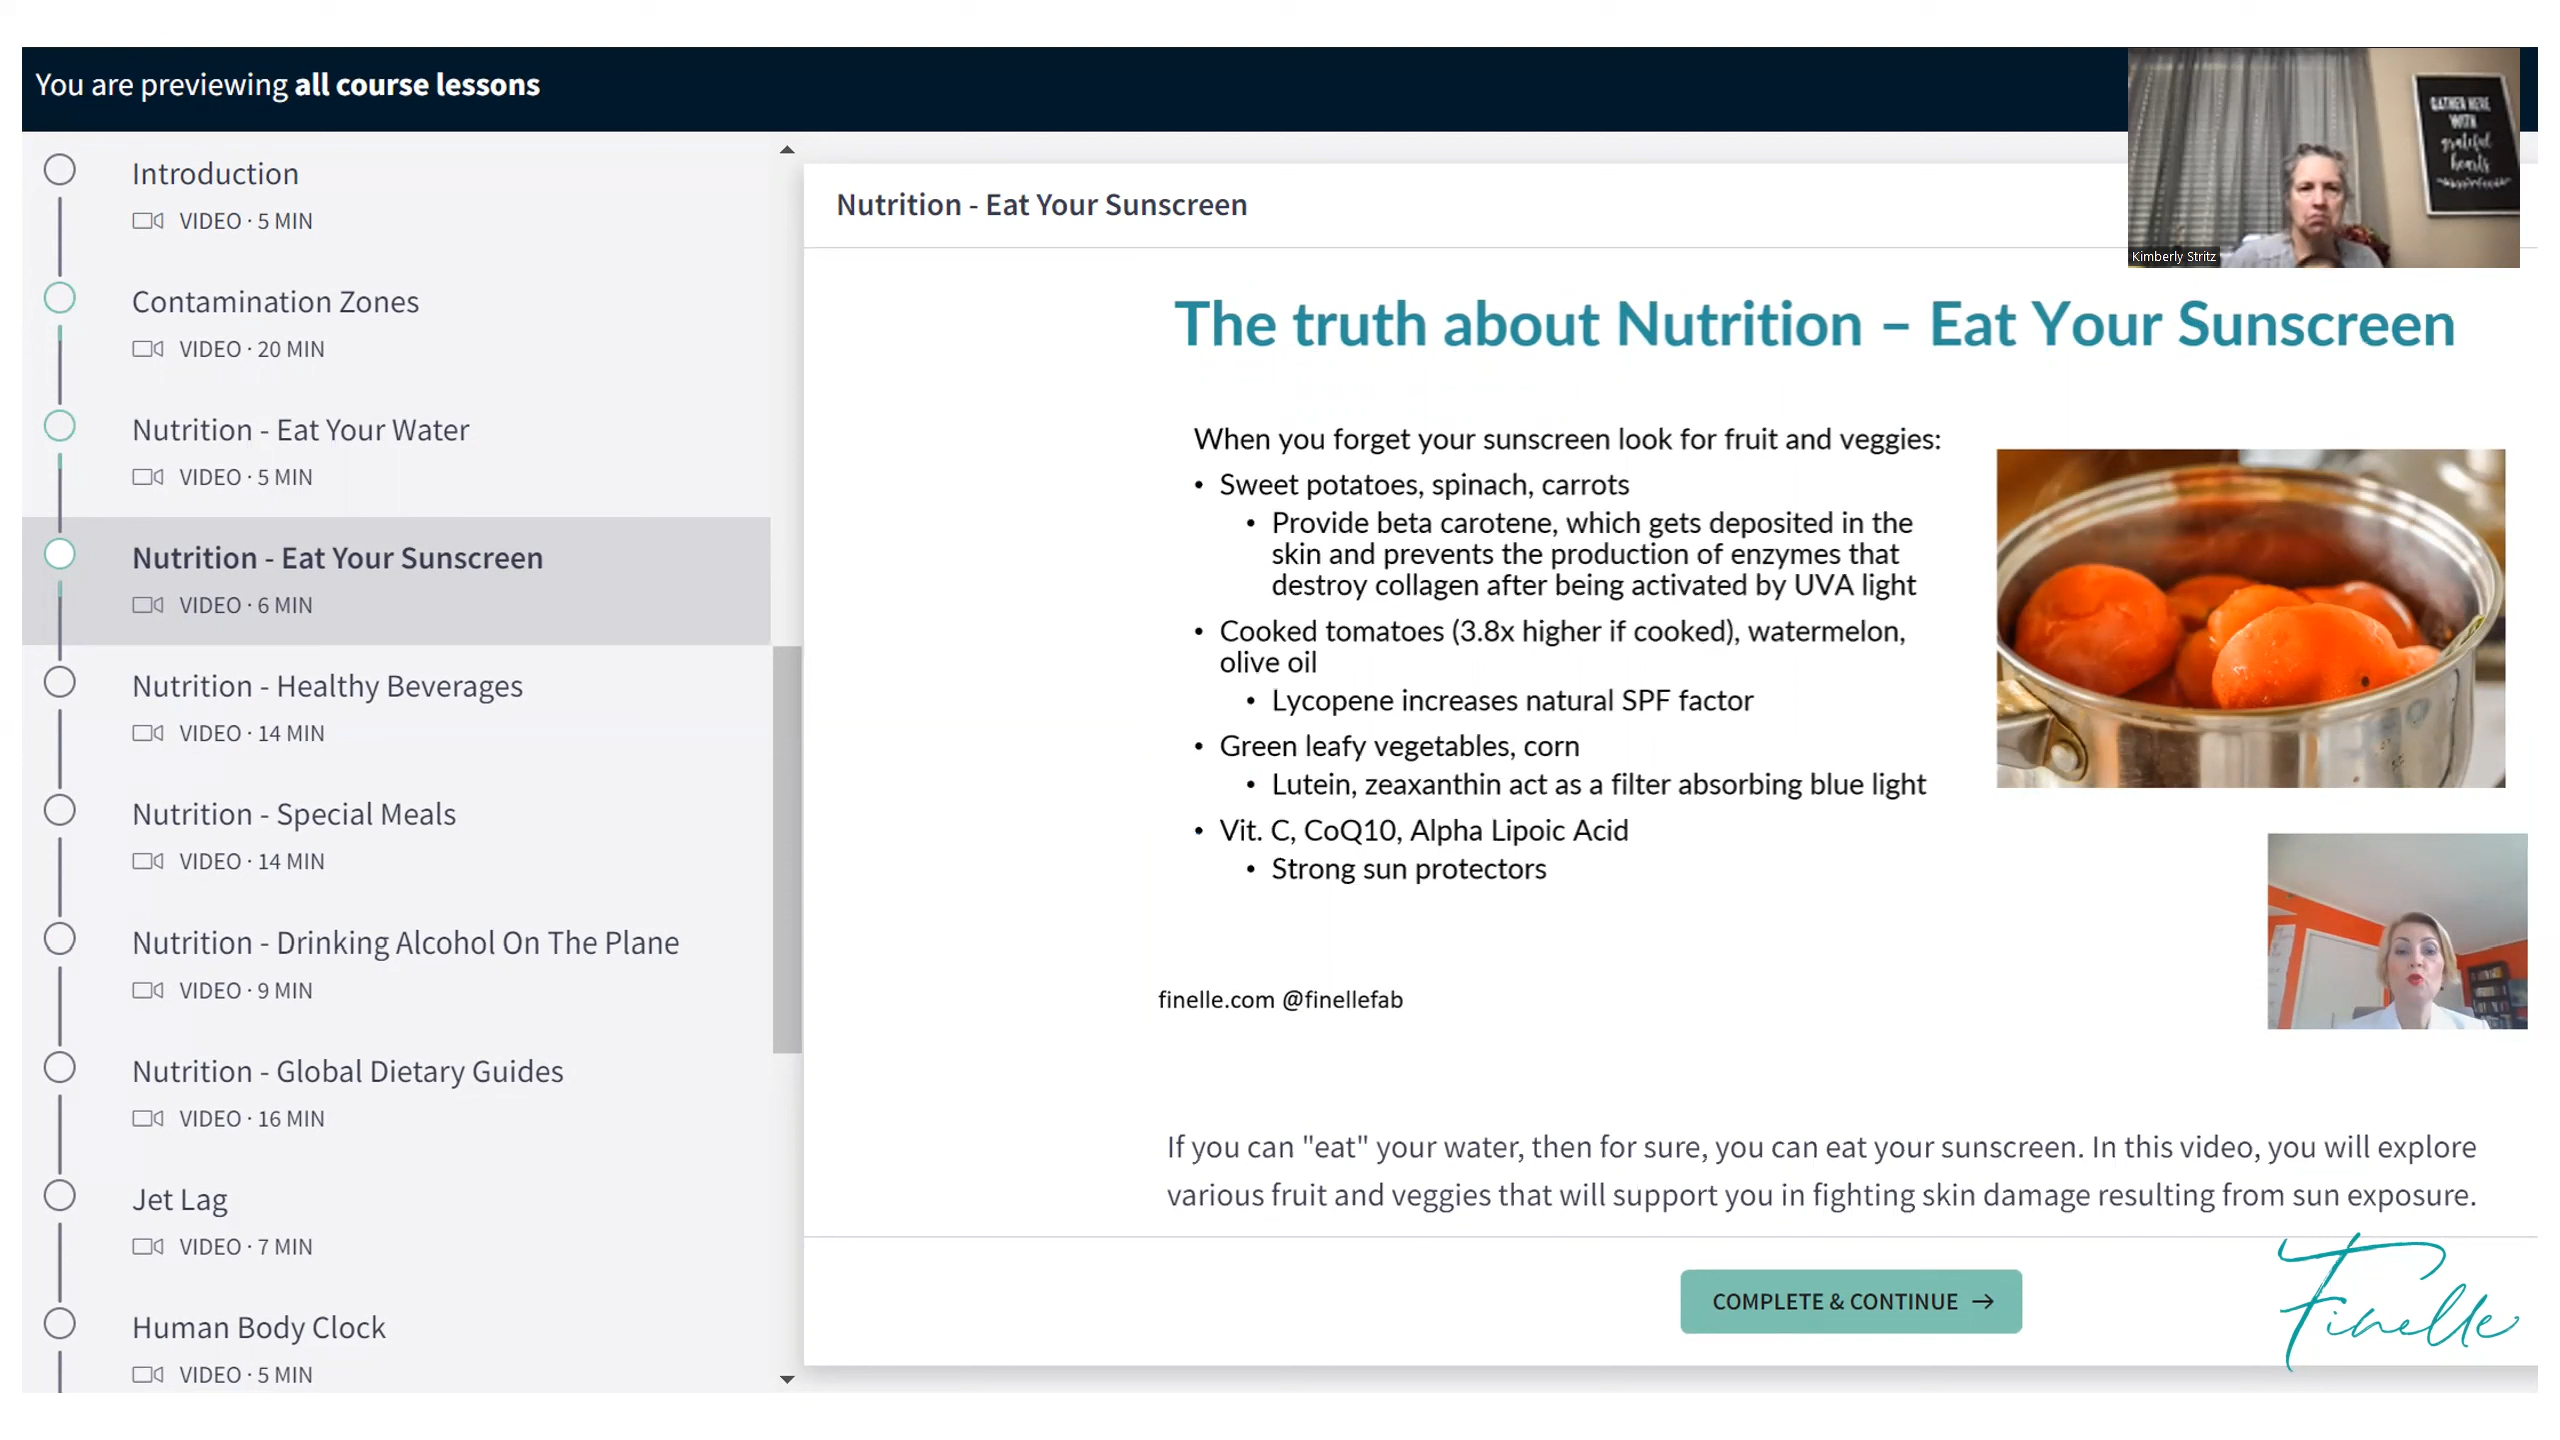 You are previewing all course lessons
Introduction
VIDEO · 5 MIN
Contamination Zones
VIDEO · 20 MIN
Nutrition - Eat Your Water
VIDEO · 5 MIN
Nutrition - Eat Your Sunscreen
VIDEO · 6 MIN
Nutrition - Healthy Beverages
VIDEO · 14 MIN
Nutrition - Special Meals
VIDEO · 14 MIN
Nutrition - Drinking Alcohol On The Plane
VIDEO · 9 MIN
Nutrition - Global Dietary Guides
VIDEO · 16 MIN
Jet Lag
VIDEO · 7 MIN
Human Body Clock
VIDEO · 5 MIN
GATHER HERE
WITH
grateful
hearts
Kimberly Stritz
Nutrition - Eat Your Sunscreen
The truth about Nutrition – Eat Your Sunscreen
When you forget your sunscreen look for fruit and veggies:
• Sweet potatoes, spinach, carrots
• Provide beta carotene, which gets deposited in the
skin and prevents the production of enzymes that
destroy collagen after being activated by UVA light
• Cooked tomatoes (3.8x higher if cooked), watermelon,
olive oil
• Lycopene increases natural SPF factor
• Green leafy vegetables, corn
• Lutein, zeaxanthin act as a filter absorbing blue light
• Vit. C, CoQ10, Alpha Lipoic Acid
• Strong sun protectors
finelle.com @finellefab
If you can "eat" your water, then for sure, you can eat your sunscreen. In this video, you will explore
various fruit and veggies that will support you in fighting skin damage resulting from sun exposure.
COMPLETE & CONTINUE →
Finelle